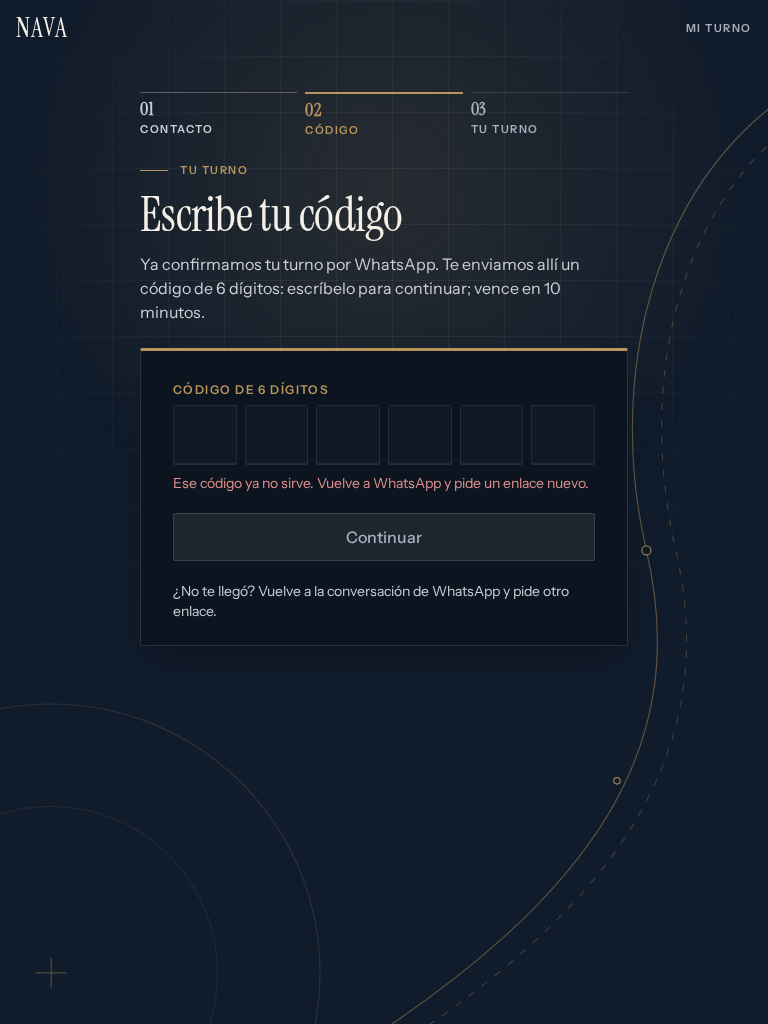 NAVA
MI TURNO
01
CONTACTO
02
CÓDIGO
03
TU TURNO
TU TURNO
Escribe tu código
Ya confirmamos tu turno por WhatsApp. Te enviamos allí un
código de 6 dígitos: escríbelo para continuar; vence en 10
minutos.
CÓDIGO DE 6 DÍGITOS
Ese código ya no sirve. Vuelve a WhatsApp y pide un enlace nuevo.
Continuar
¿No te llegó? Vuelve a la conversación de WhatsApp y pide otro
enlace.